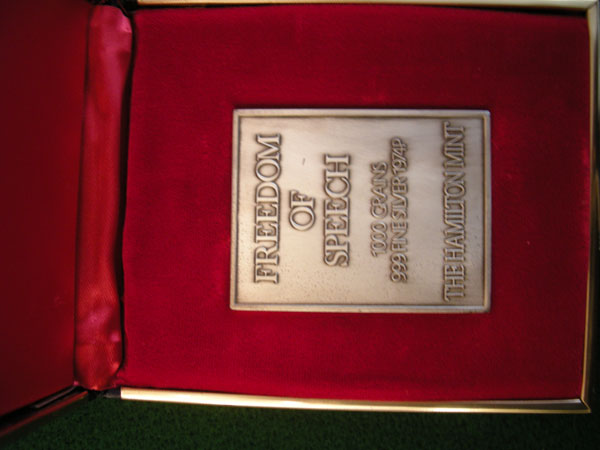 FREEDOM
OF
SPEECH
1000 GRAINS
999 FINE SILVER 1974P
THE HAMILTON MINT